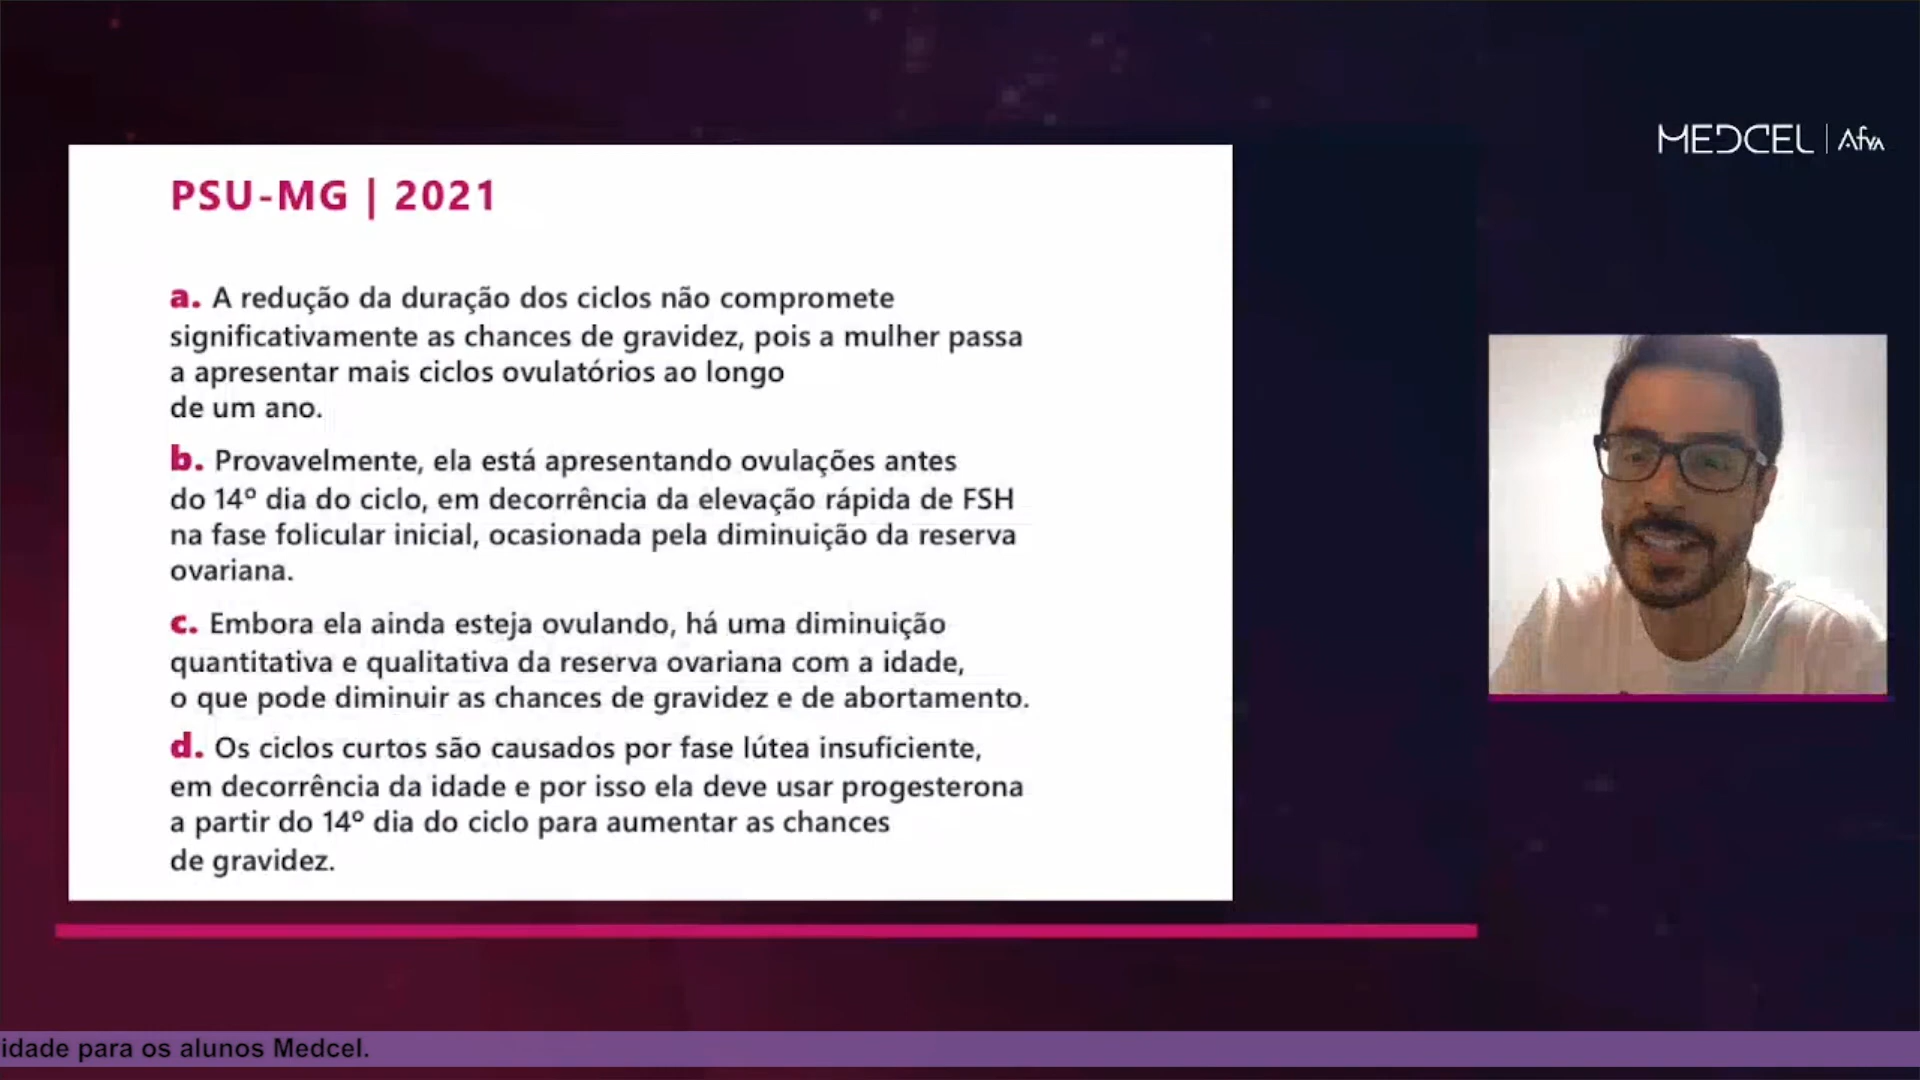 MEDCEL | Afya
PSU-MG | 2021
a. A redução da duração dos ciclos não compromete
significativamente as chances de gravidez, pois a mulher passa
a apresentar mais ciclos ovulatórios ao longo
de um ano.
b. Provavelmente, ela está apresentando ovulações antes
do 14º dia do ciclo, em decorrência da elevação rápida de FSH
na fase folicular inicial, ocasionada pela diminuição da reserva
ovariana.
c. Embora ela ainda esteja ovulando, há uma diminuição
quantitativa e qualitativa da reserva ovariana com a idade,
o que pode diminuir as chances de gravidez e de abortamento.
d. Os ciclos curtos são causados por fase lútea insuficiente,
em decorrência da idade e por isso ela deve usar progesterona
a partir do 14º dia do ciclo para aumentar as chances
de gravidez.
idade para os alunos Medcel.